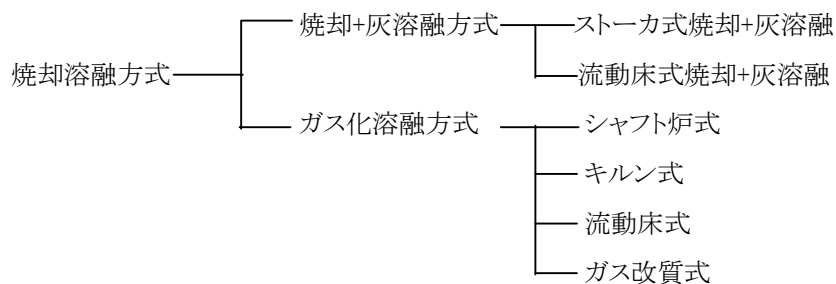 焼却+灰溶融方式
ストーカ式焼却+灰溶融
焼却溶融方式
流動床式焼却+灰溶融
ガス化溶融方式
シャフト炉式
キルン式
流動床式
ガス改質式